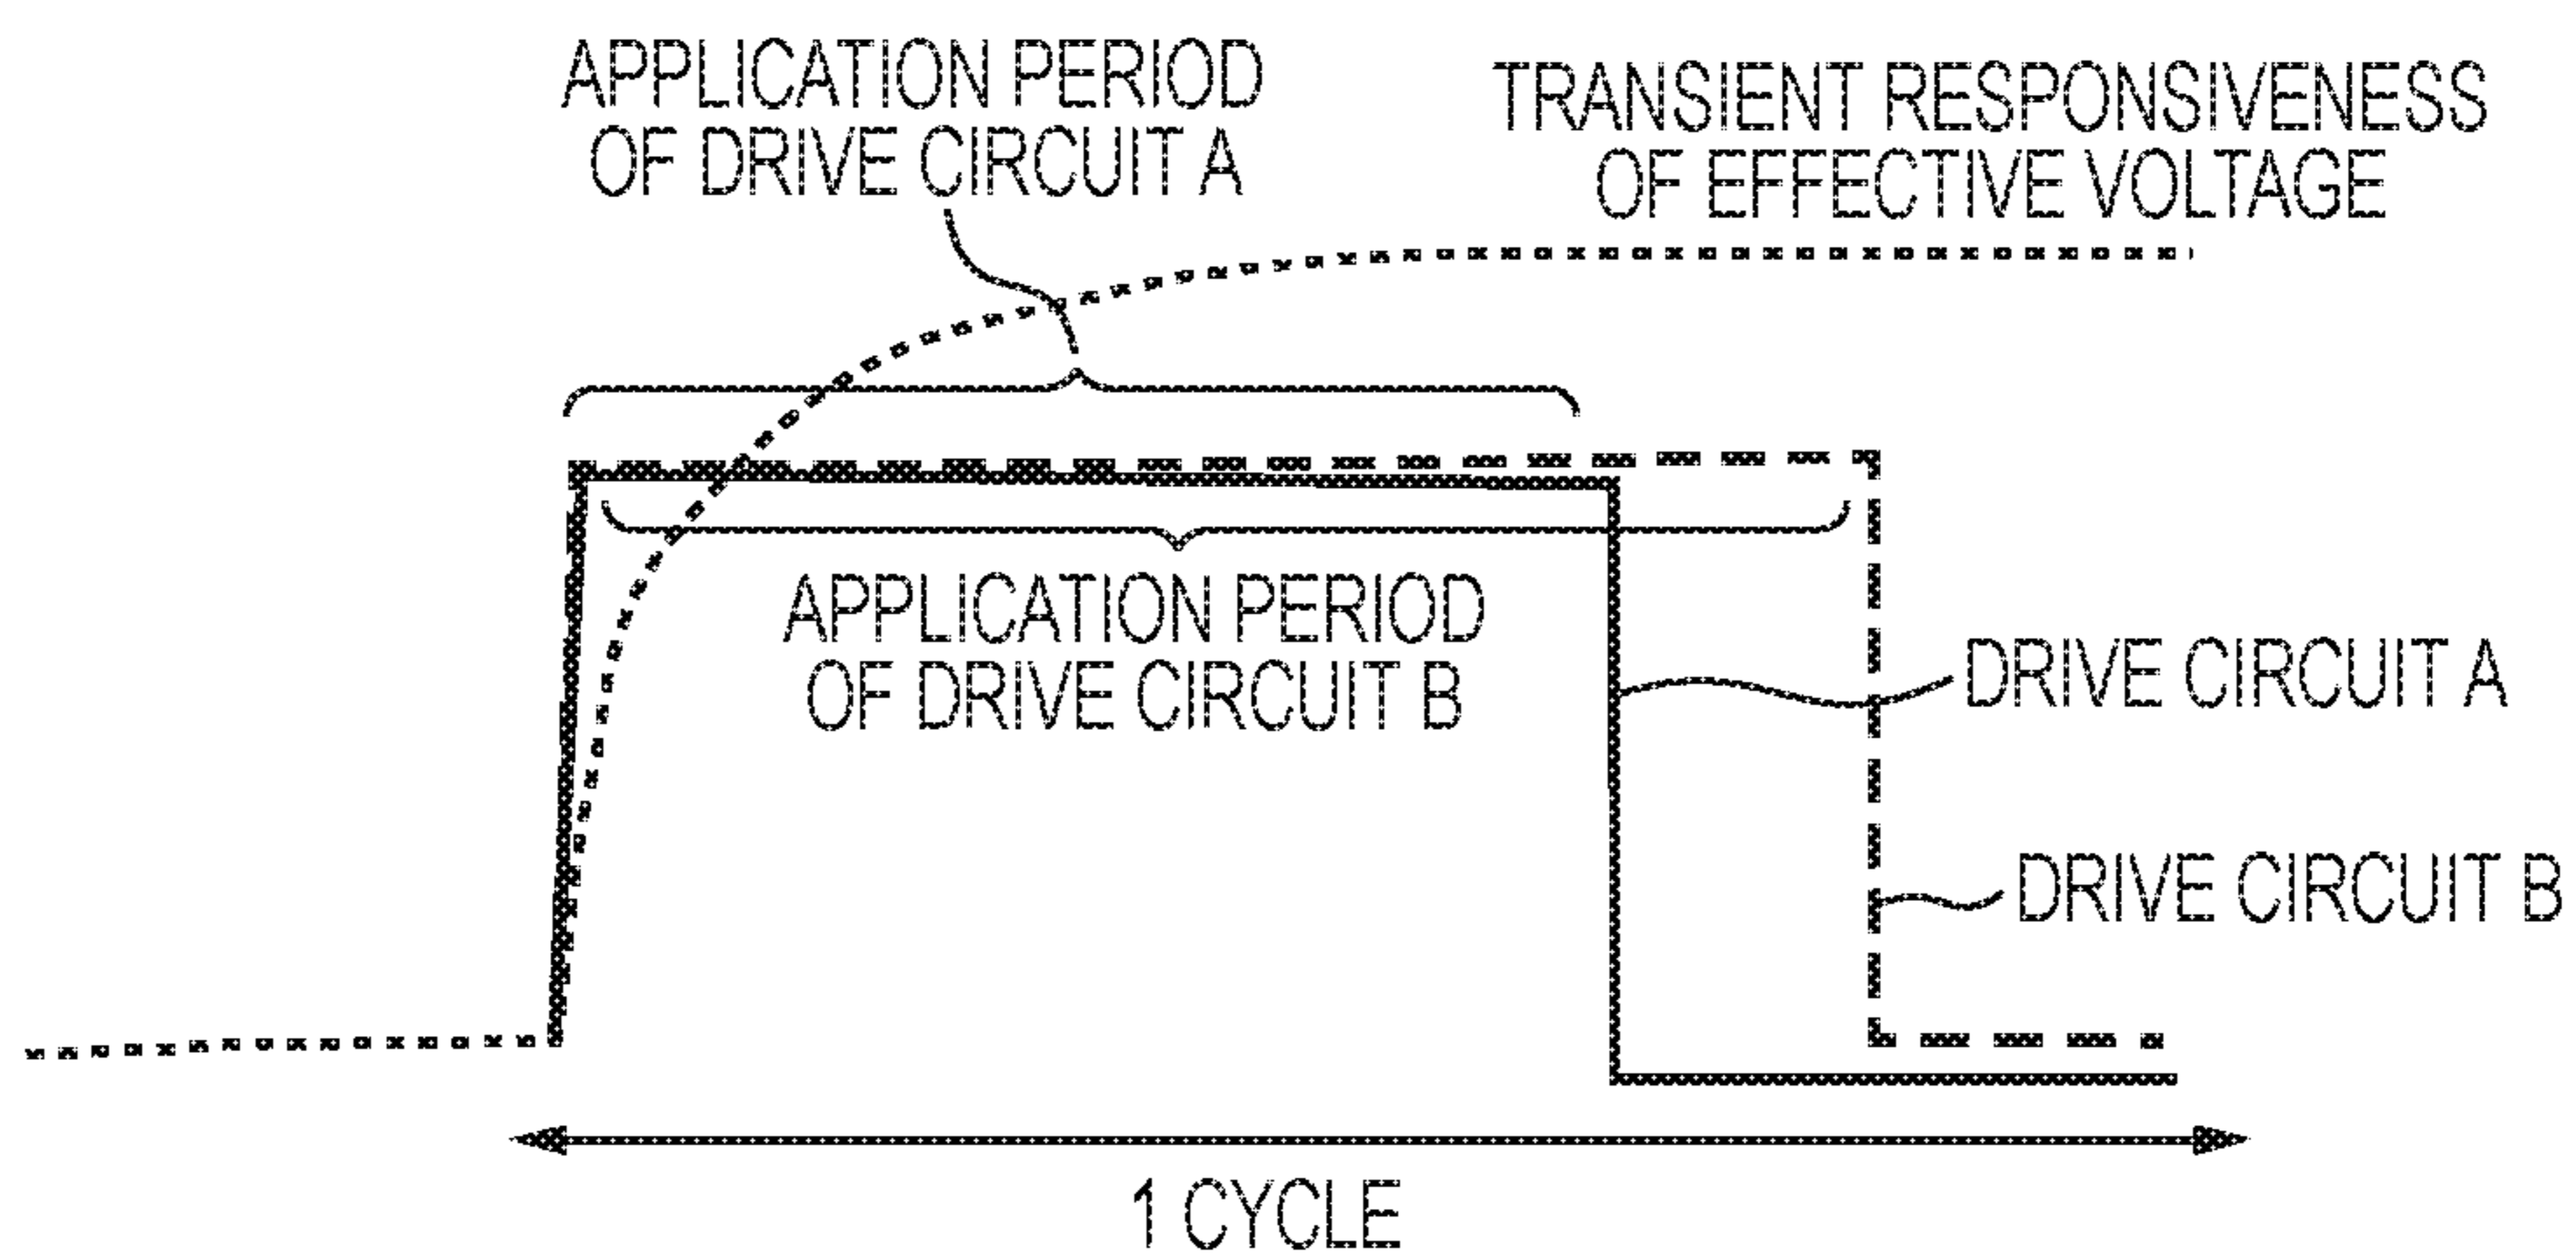 APPLICATION PERIOD
OF DRIVE CIRCUIT A
TRANSIENT RESPONSIVENESS
OF EFFECTIVE VOLTAGE
APPLICATION PERIOD
OF DRIVE CIRCUIT B
DRIVE CIRCUIT A
DRIVE CIRCUIT B
1 CYCLE